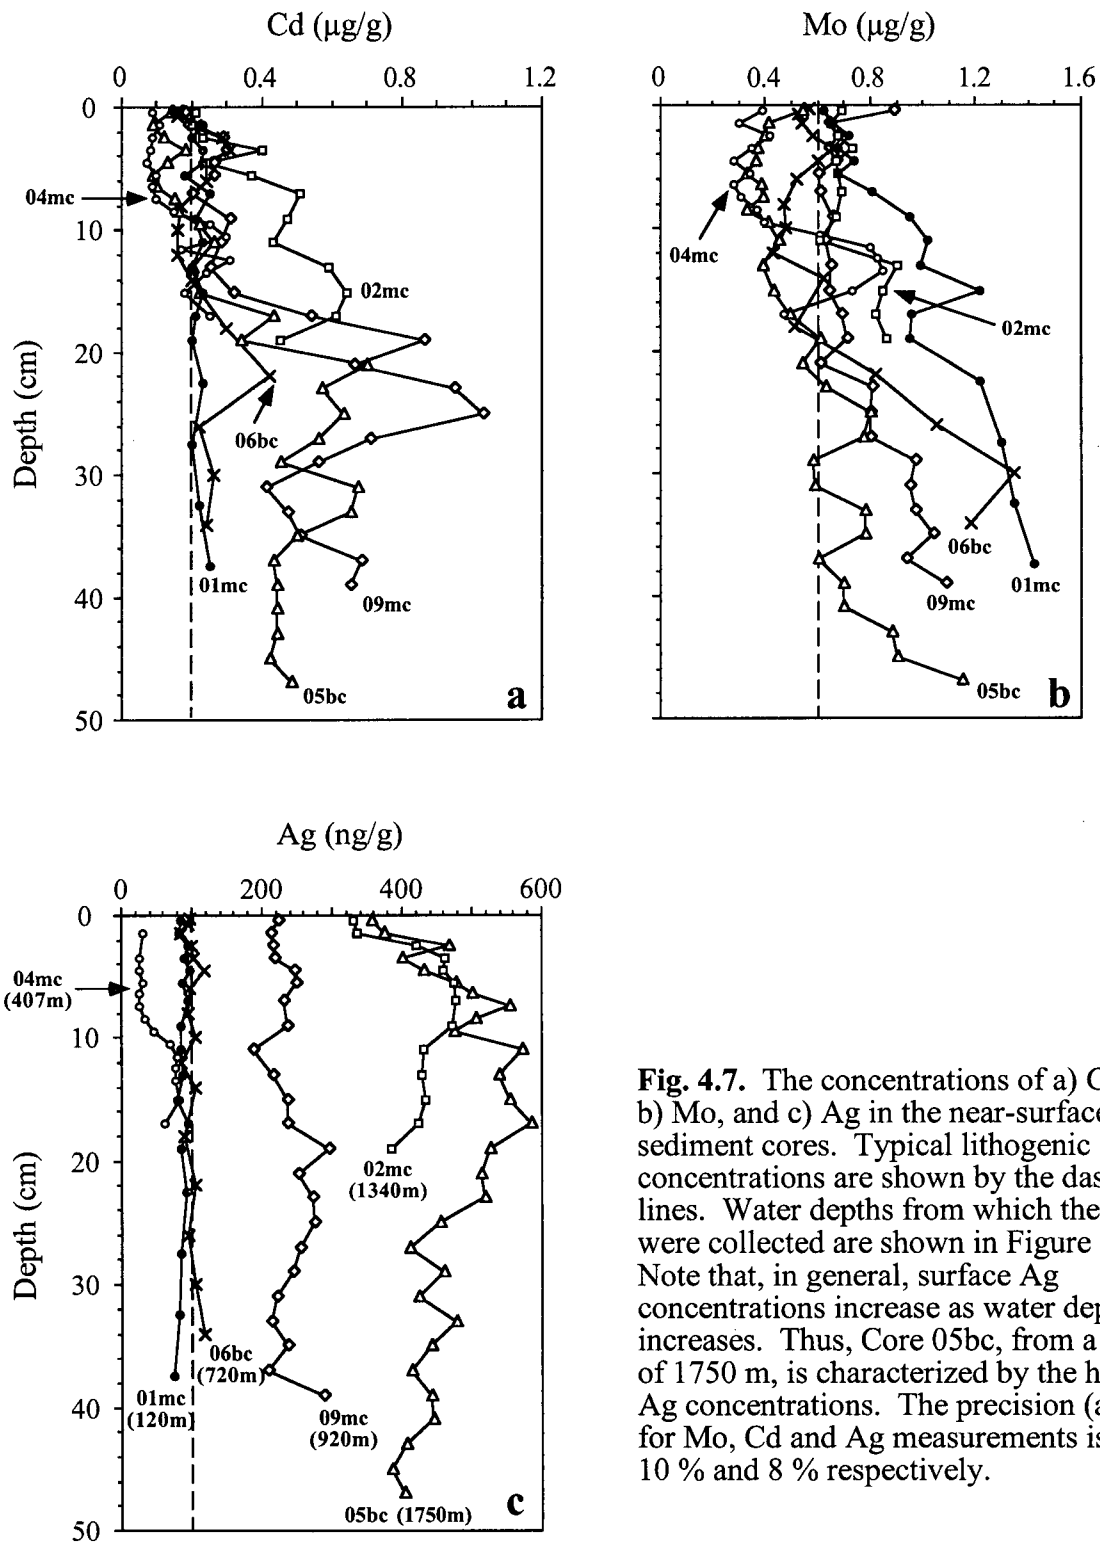 Cd (μg/g)
0 0.4 0.8 1.2
0
10
20
30
40
50
Depth (cm)
04mc
02mc
06bc
01mc
09mc
05bc
a
Mo (μg/g)
0 0.4 0.8 1.2 1.6
04mc
02mc
06bc
01mc
09mc
05bc
b
Ag (ng/g)
0 200 400 600
0
10
20
30
40
50
Depth (cm)
04mc
(407m)
02mc
(1340m)
06bc
(720m)
01mc
(120m)
09mc
(920m)
05bc (1750m)
c
Fig. 4.7. The concentrations of a) C
b) Mo, and c) Ag in the near-surface
sediment cores. Typical lithogenic
concentrations are shown by the das
lines. Water depths from which the
were collected are shown in Figure
Note that, in general, surface Ag
concentrations increase as water dep
increases. Thus, Core 05bc, from a
of 1750 m, is characterized by the h
Ag concentrations. The precision (a
for Mo, Cd and Ag measurements is
10 % and 8 % respectively.